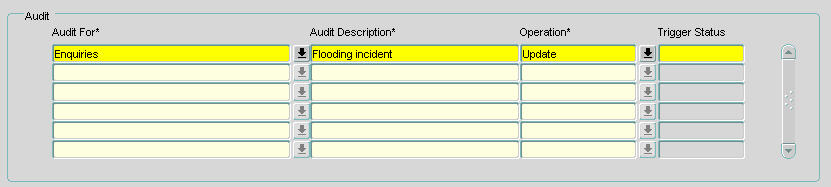 Audit
Audit For* Audit Description* Operation* Trigger Status
Enquiries Flooding incident Update